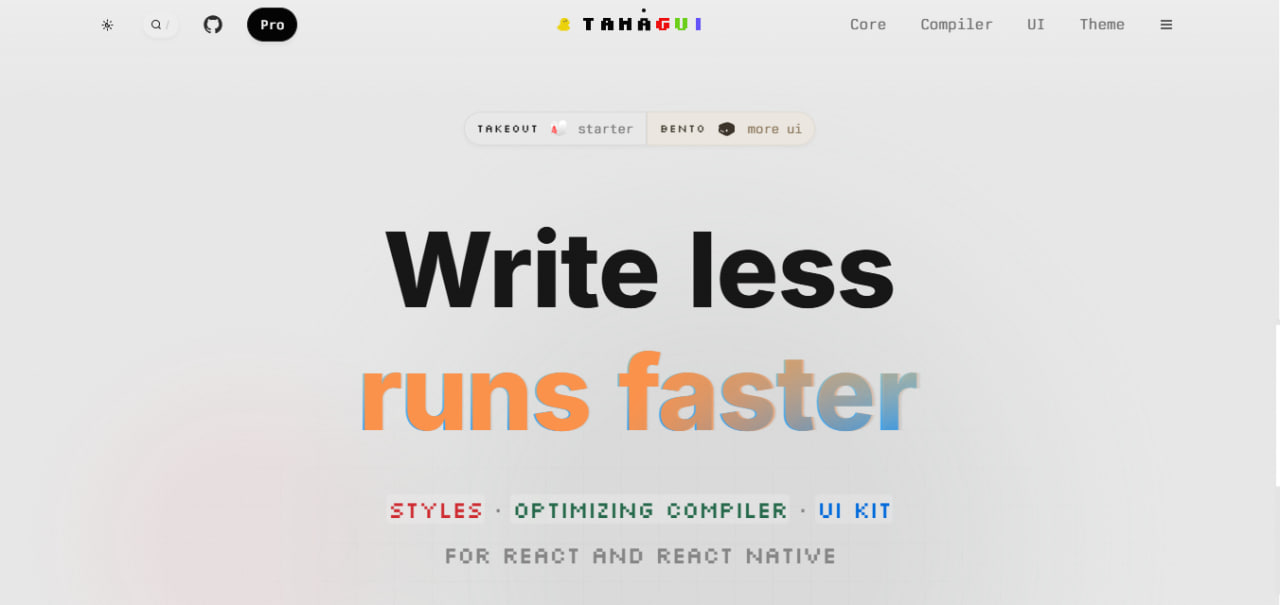 / Pro TAMAGUI Core Compiler UI Theme
TAKEOUT starter BENTO more ui
Write less
runs faster
STYLES · OPTIMIZING COMPILER · UI KIT
FOR REACT AND REACT NATIVE